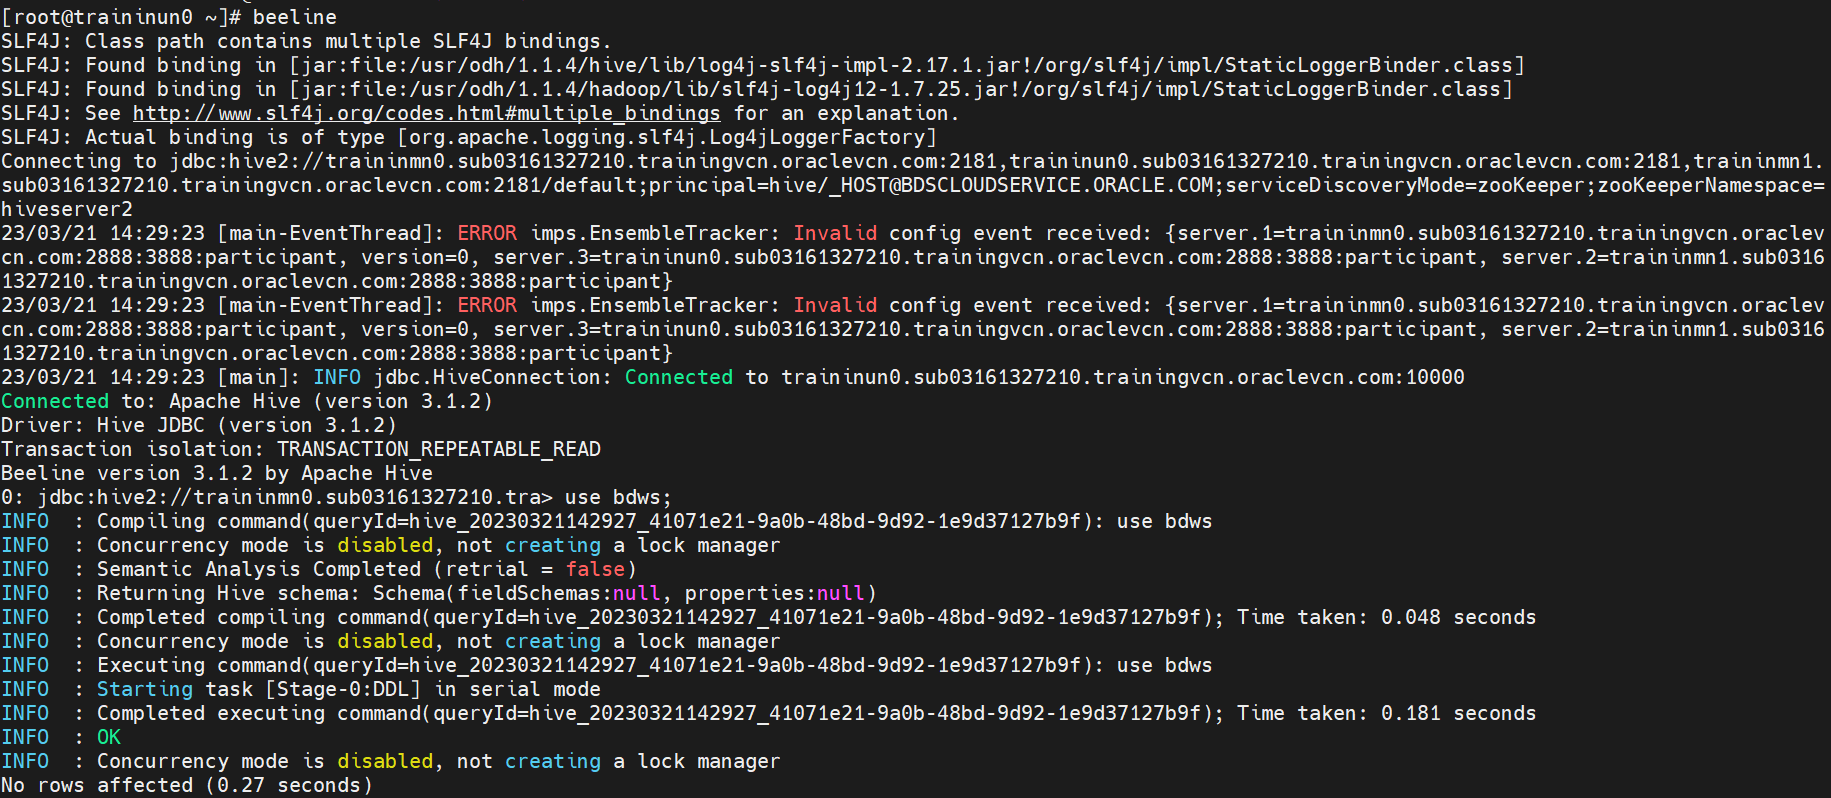 [root@traininun0 ~]# beeline
SLF4J: Class path contains multiple SLF4J bindings.
SLF4J: Found binding in [jar:file:/usr/odh/1.1.4/hive/lib/log4j-slf4j-impl-2.17.1.jar!/org/slf4j/impl/StaticLoggerBinder.class]
SLF4J: Found binding in [jar:file:/usr/odh/1.1.4/hadoop/lib/slf4j-log4j12-1.7.25.jar!/org/slf4j/impl/StaticLoggerBinder.class]
SLF4J: See http://www.slf4j.org/codes.html#multiple_bindings for an explanation.
SLF4J: Actual binding is of type [org.apache.logging.slf4j.Log4jLoggerFactory]
Connecting to jdbc:hive2://traininmn0.sub03161327210.trainingvcn.oraclevcn.com:2181,traininun0.sub03161327210.trainingvcn.oraclevcn.com:2181,traininmn1.
sub03161327210.trainingvcn.oraclevcn.com:2181/default;principal=hive/_HOST@BDSCLOUDSERVICE.ORACLE.COM;serviceDiscoveryMode=zooKeeper;zooKeeperNamespace=
hiveserver2
23/03/21 14:29:23 [main-EventThread]: ERROR imps.EnsembleTracker: Invalid config event received: {server.1=traininmn0.sub03161327210.trainingvcn.oraclev
cn.com:2888:3888:participant, version=0, server.3=traininun0.sub03161327210.trainingvcn.oraclevcn.com:2888:3888:participant, server.2=traininmn1.sub0316
1327210.trainingvcn.oraclevcn.com:2888:3888:participant}
23/03/21 14:29:23 [main-EventThread]: ERROR imps.EnsembleTracker: Invalid config event received: {server.1=traininmn0.sub03161327210.trainingvcn.oraclev
cn.com:2888:3888:participant, version=0, server.3=traininun0.sub03161327210.trainingvcn.oraclevcn.com:2888:3888:participant, server.2=traininmn1.sub0316
1327210.trainingvcn.oraclevcn.com:2888:3888:participant}
23/03/21 14:29:23 [main]: INFO jdbc.HiveConnection: Connected to traininun0.sub03161327210.trainingvcn.oraclevcn.com:10000
Connected to: Apache Hive (version 3.1.2)
Driver: Hive JDBC (version 3.1.2)
Transaction isolation: TRANSACTION_REPEATABLE_READ
Beeline version 3.1.2 by Apache Hive
0: jdbc:hive2://traininmn0.sub03161327210.tra> use bdws;
INFO  : Compiling command(queryId=hive_20230321142927_41071e21-9a0b-48bd-9d92-1e9d37127b9f): use bdws
INFO  : Concurrency mode is disabled, not creating a lock manager
INFO  : Semantic Analysis Completed (retrial = false)
INFO  : Returning Hive schema: Schema(fieldSchemas:null, properties:null)
INFO  : Completed compiling command(queryId=hive_20230321142927_41071e21-9a0b-48bd-9d92-1e9d37127b9f); Time taken: 0.048 seconds
INFO  : Concurrency mode is disabled, not creating a lock manager
INFO  : Executing command(queryId=hive_20230321142927_41071e21-9a0b-48bd-9d92-1e9d37127b9f): use bdws
INFO  : Starting task [Stage-0:DDL] in serial mode
INFO  : Completed executing command(queryId=hive_20230321142927_41071e21-9a0b-48bd-9d92-1e9d37127b9f); Time taken: 0.181 seconds
INFO  : OK
INFO  : Concurrency mode is disabled, not creating a lock manager
No rows affected (0.27 seconds)